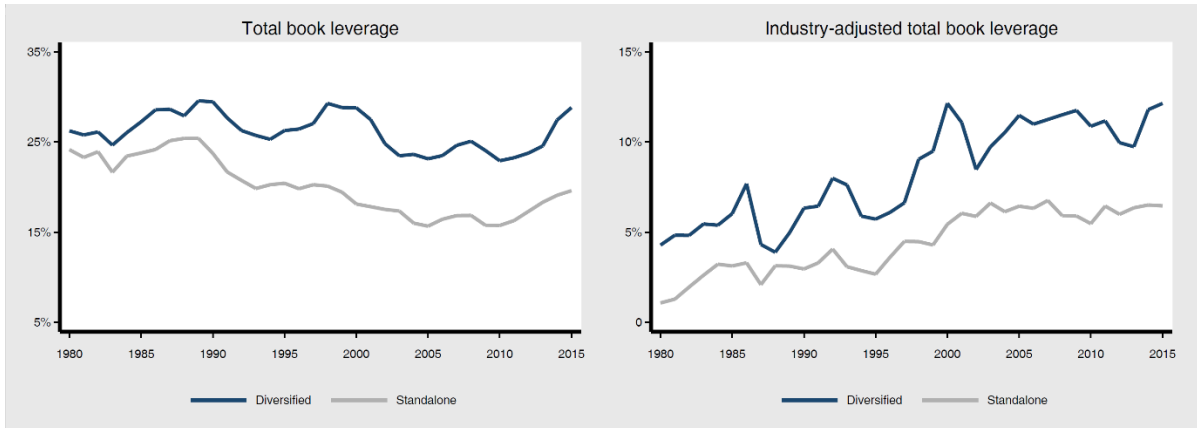 Total book leverage
35%
25%
15%
5%
1980 1985 1990 1995 2000 2005 2010 2015
Diversified Standalone
Industry-adjusted total book leverage
15%
10%
5%
0
1980 1985 1990 1995 2000 2005 2010 2015
Diversified Standalone